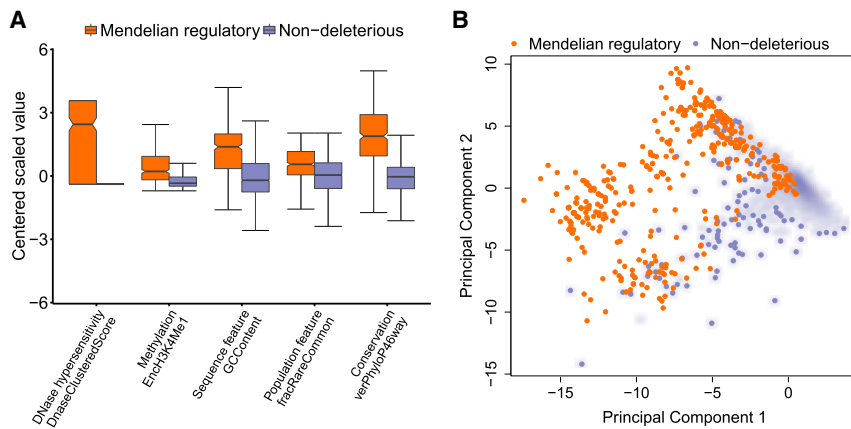 A
Mendelian regulatory Non−deleterious
6
3
0
−3
−6
Centered scaled value
DNase hypersensitivity
DnaseClusteredScore
Methylation
EncH3K4Me1
Sequence feature
GCContent
Population feature
fracRareCommon
Conservation
verPhyloP46way
B
Mendelian regulatory Non−deleterious
10
5
0
−5
−10
−15
Principal Component 2
−15 −10 −5 0
Principal Component 1